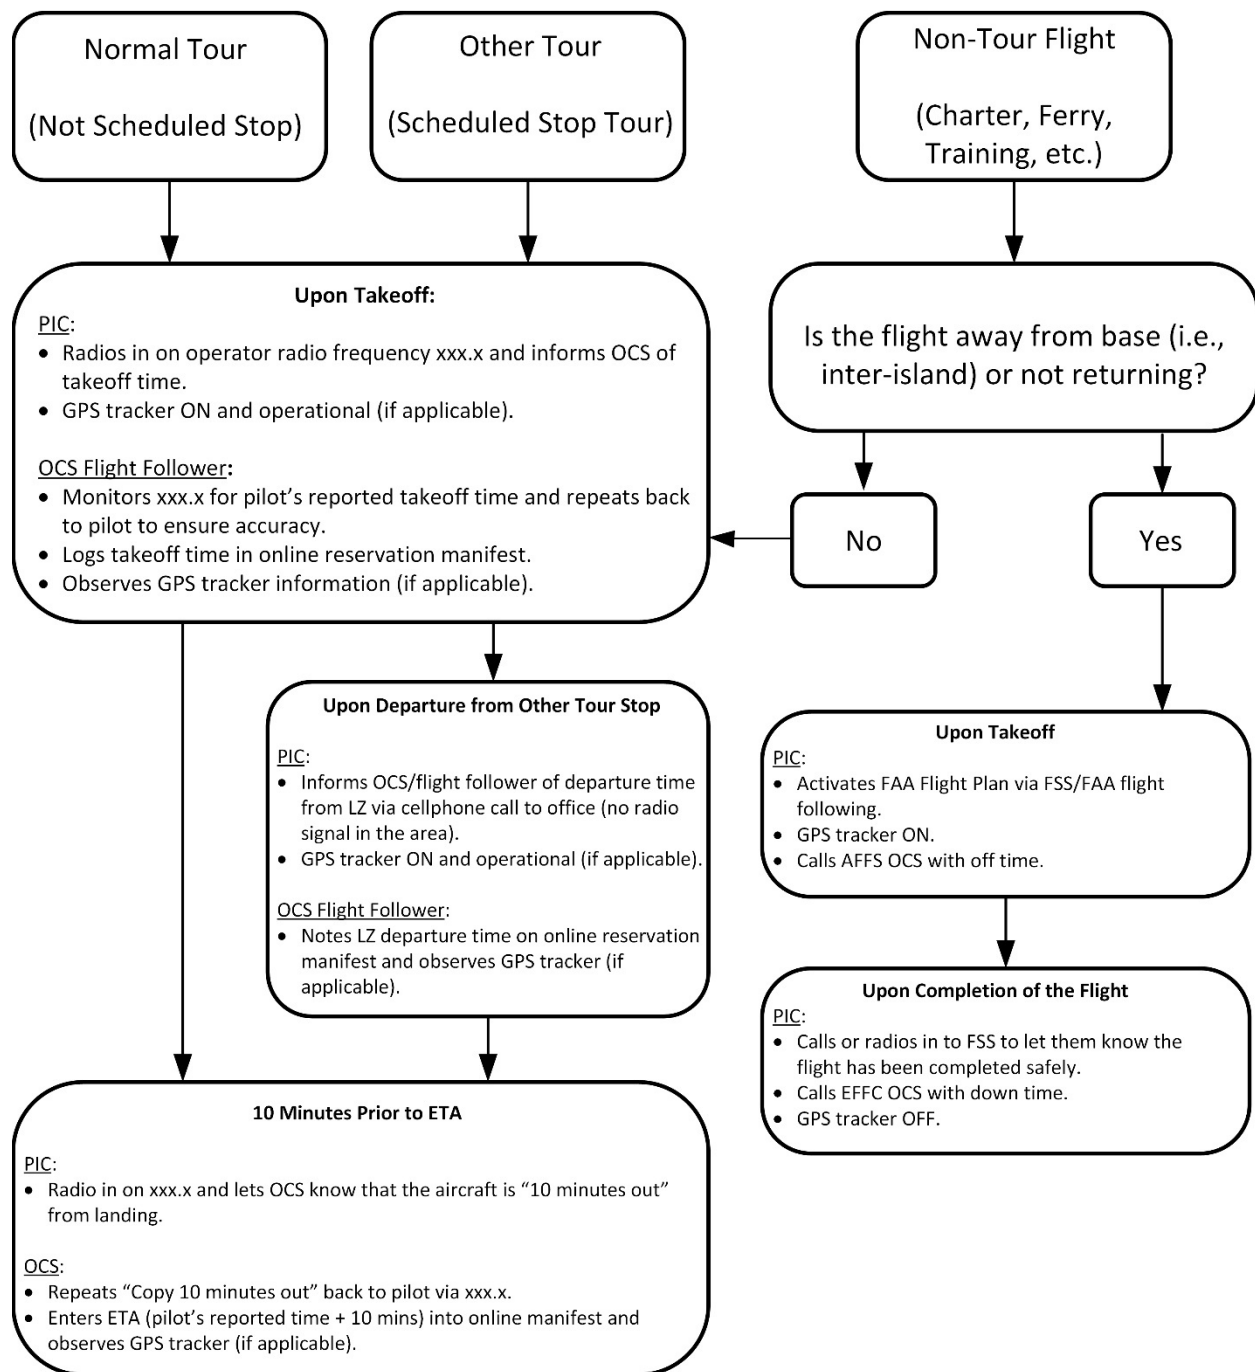 Normal Tour
(Not Scheduled Stop)
Other Tour
(Scheduled Stop Tour)
Non-Tour Flight
(Charter, Ferry,
Training, etc.)
Upon Takeoff:
PIC:
• Radios in on operator radio frequency xxx.x and informs OCS of
takeoff time.
• GPS tracker ON and operational (if applicable).
OCS Flight Follower:
• Monitors xxx.x for pilot’s reported takeoff time and repeats back
to pilot to ensure accuracy.
• Logs takeoff time in online reservation manifest.
• Observes GPS tracker information (if applicable).
Is the flight away from base (i.e.,
inter-island) or not returning?
No
Yes
Upon Departure from Other Tour Stop
PIC:
• Informs OCS/flight follower of departure time
from LZ via cellphone call to office (no radio
signal in the area).
• GPS tracker ON and operational (if applicable).
OCS Flight Follower:
• Notes LZ departure time on online reservation
manifest and observes GPS tracker (if
applicable).
Upon Takeoff
PIC:
• Activates FAA Flight Plan via FSS/FAA flight
following.
• GPS tracker ON.
• Calls AFFS OCS with off time.
Upon Completion of the Flight
PIC:
• Calls or radios in to FSS to let them know the
flight has been completed safely.
• Calls EFFC OCS with down time.
• GPS tracker OFF.
10 Minutes Prior to ETA
PIC:
• Radio in on xxx.x and lets OCS know that the aircraft is “10 minutes out”
from landing.
OCS:
• Repeats “Copy 10 minutes out” back to pilot via xxx.x.
• Enters ETA (pilot’s reported time + 10 mins) into online manifest and
observes GPS tracker (if applicable).